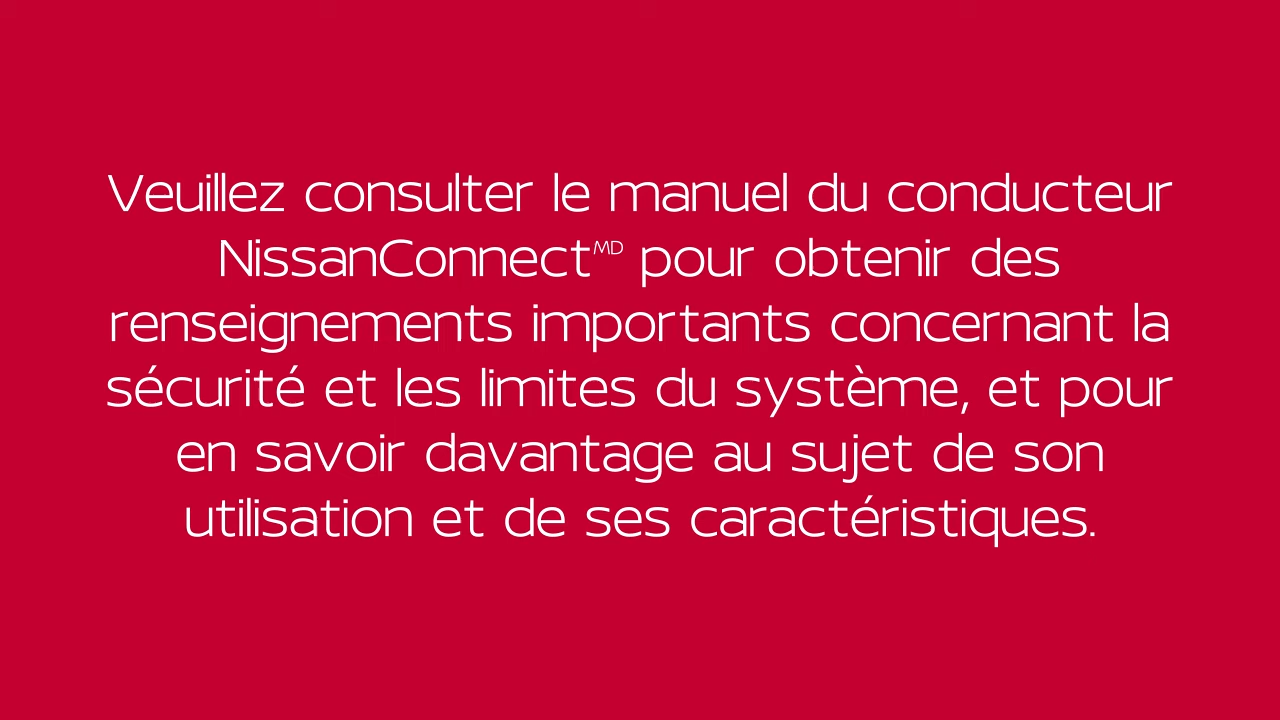 Veuillez consulter le manuel du conducteur
NissanConnectᴹᴰ pour obtenir des
renseignements importants concernant la
sécurité et les limites du système, et pour
en savoir davantage au sujet de son
utilisation et de ses caractéristiques.